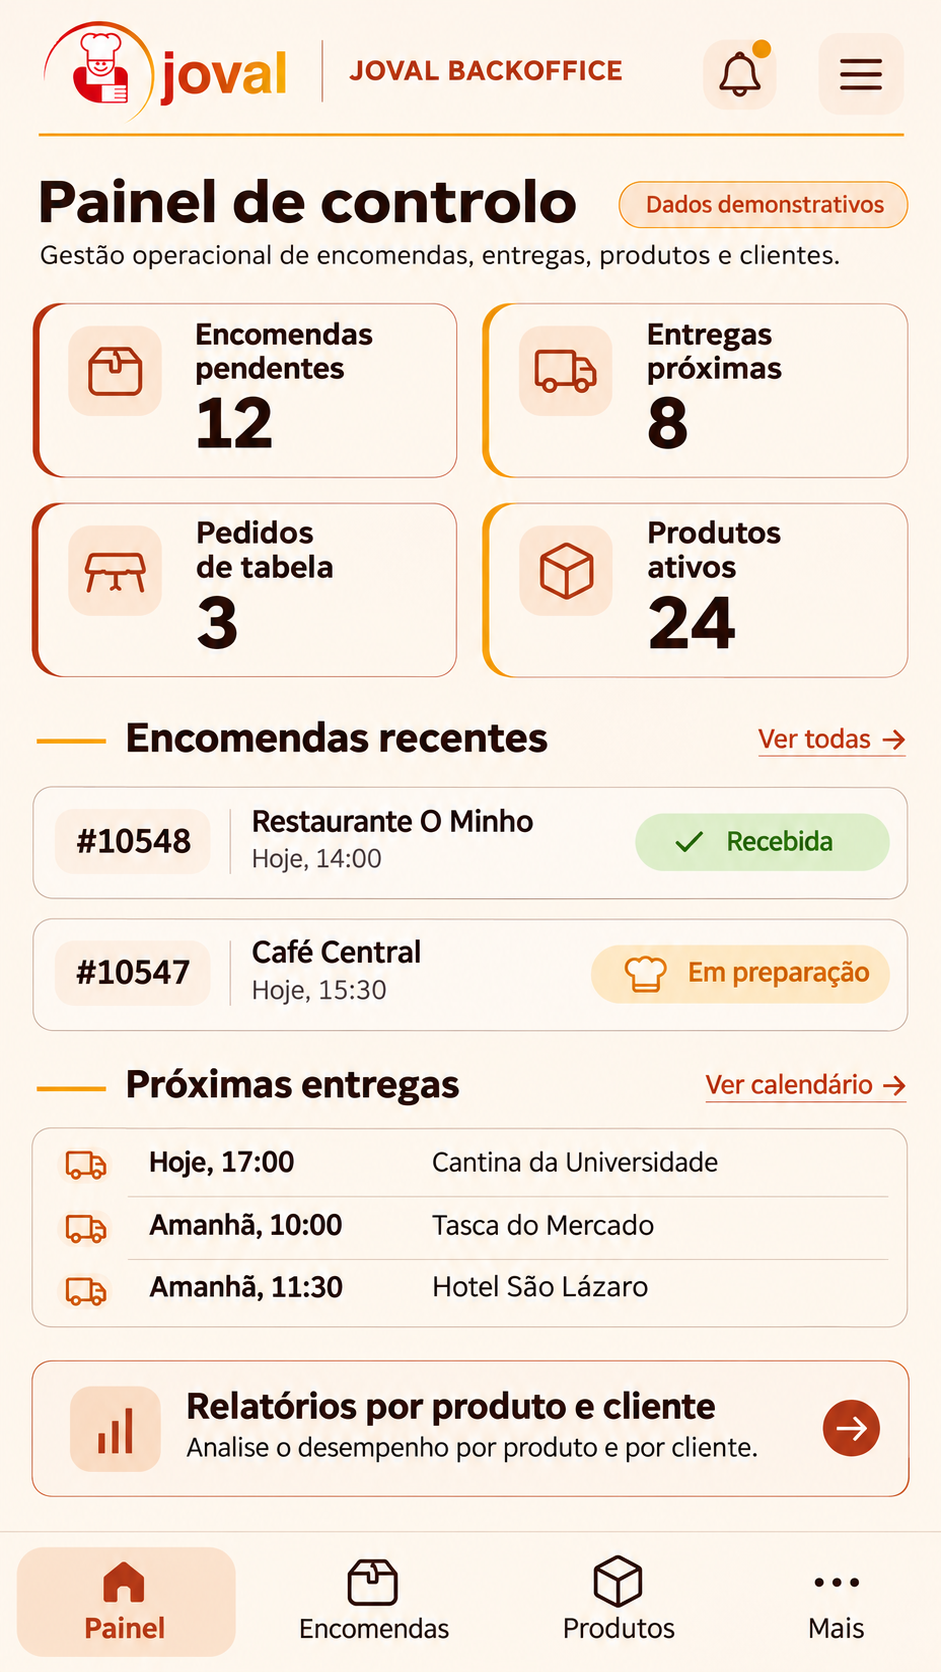 joval
JOVAL BACKOFFICE
Painel de controlo
Dados demonstrativos
Gestão operacional de encomendas, entregas, produtos e clientes.
Encomendas
pendentes
12
Entregas
próximas
8
Pedidos
de tabela
3
Produtos
ativos
24
Encomendas recentes
Ver todas →
#10548
Restaurante O Minho
Hoje, 14:00
Recebida
#10547
Café Central
Hoje, 15:30
Em preparação
Próximas entregas
Ver calendário →
Hoje, 17:00 Cantina da Universidade
Amanhã, 10:00 Tasca do Mercado
Amanhã, 11:30 Hotel São Lázaro
Relatórios por produto e cliente
Analise o desempenho por produto e por cliente.
Painel
Encomendas
Produtos
Mais